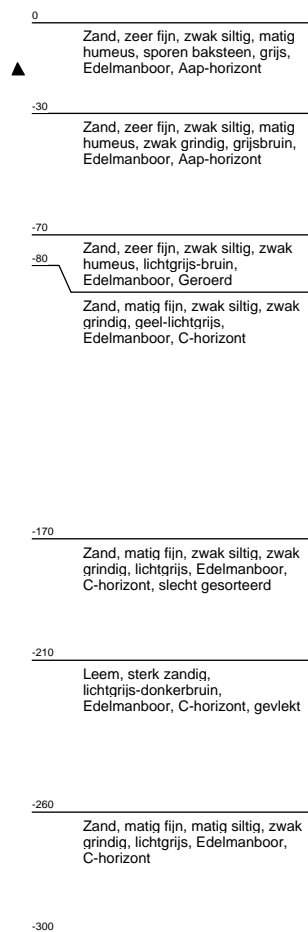 0
Zand, zeer fijn, zwak siltig, matig
humeus, sporen baksteen, grijs,
Edelmanboor, Aap-horizont
-30
Zand, zeer fijn, zwak siltig, matig
humeus, zwak grindig, grijsbruin,
Edelmanboor, Aap-horizont
-70
Zand, zeer fijn, zwak siltig, zwak
humeus, lichtgrijs-bruin,
Edelmanboor, Geroerd
-80
Zand, matig fijn, zwak siltig, zwak
grindig, geel-lichtgrijs,
Edelmanboor, C-horizont
-170
Zand, matig fijn, zwak siltig, zwak
grindig, lichtgrijs, Edelmanboor,
C-horizont, slecht gesorteerd
-210
Leem, sterk zandig,
lichtgrijs-donkerbruin,
Edelmanboor, C-horizont, gevlekt
-260
Zand, matig fijn, matig siltig, zwak
grindig, lichtgrijs, Edelmanboor,
C-horizont
-300